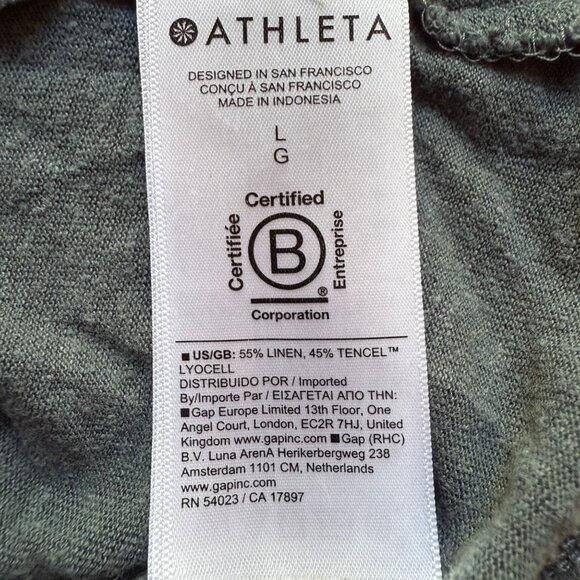 ATHLETA
DESIGNED IN SAN FRANCISCO
CONÇU À SAN FRANCISCO
MADE IN INDONESIA
L
G
Certified
Certifiée
B
Entreprise
®
Corporation
■ US/GB: 55% LINEN, 45% TENCEL™
LYOCELL
DISTRIBUIDO POR / Imported
By/Importe Par / ΕΙΣΑΓΕΤΑΙ ΑΠΟ ΤΗΝ:
■Gap Europe Limited 13th Floor, One
Angel Court, London, EC2R 7HJ, United
Kingdom www.gapinc.com ■Gap (RHC)
B.V. Luna ArenA Herikerbergweg 238
Amsterdam 1101 CM, Netherlands
www.gapinc.com
RN 54023 / CA 17897